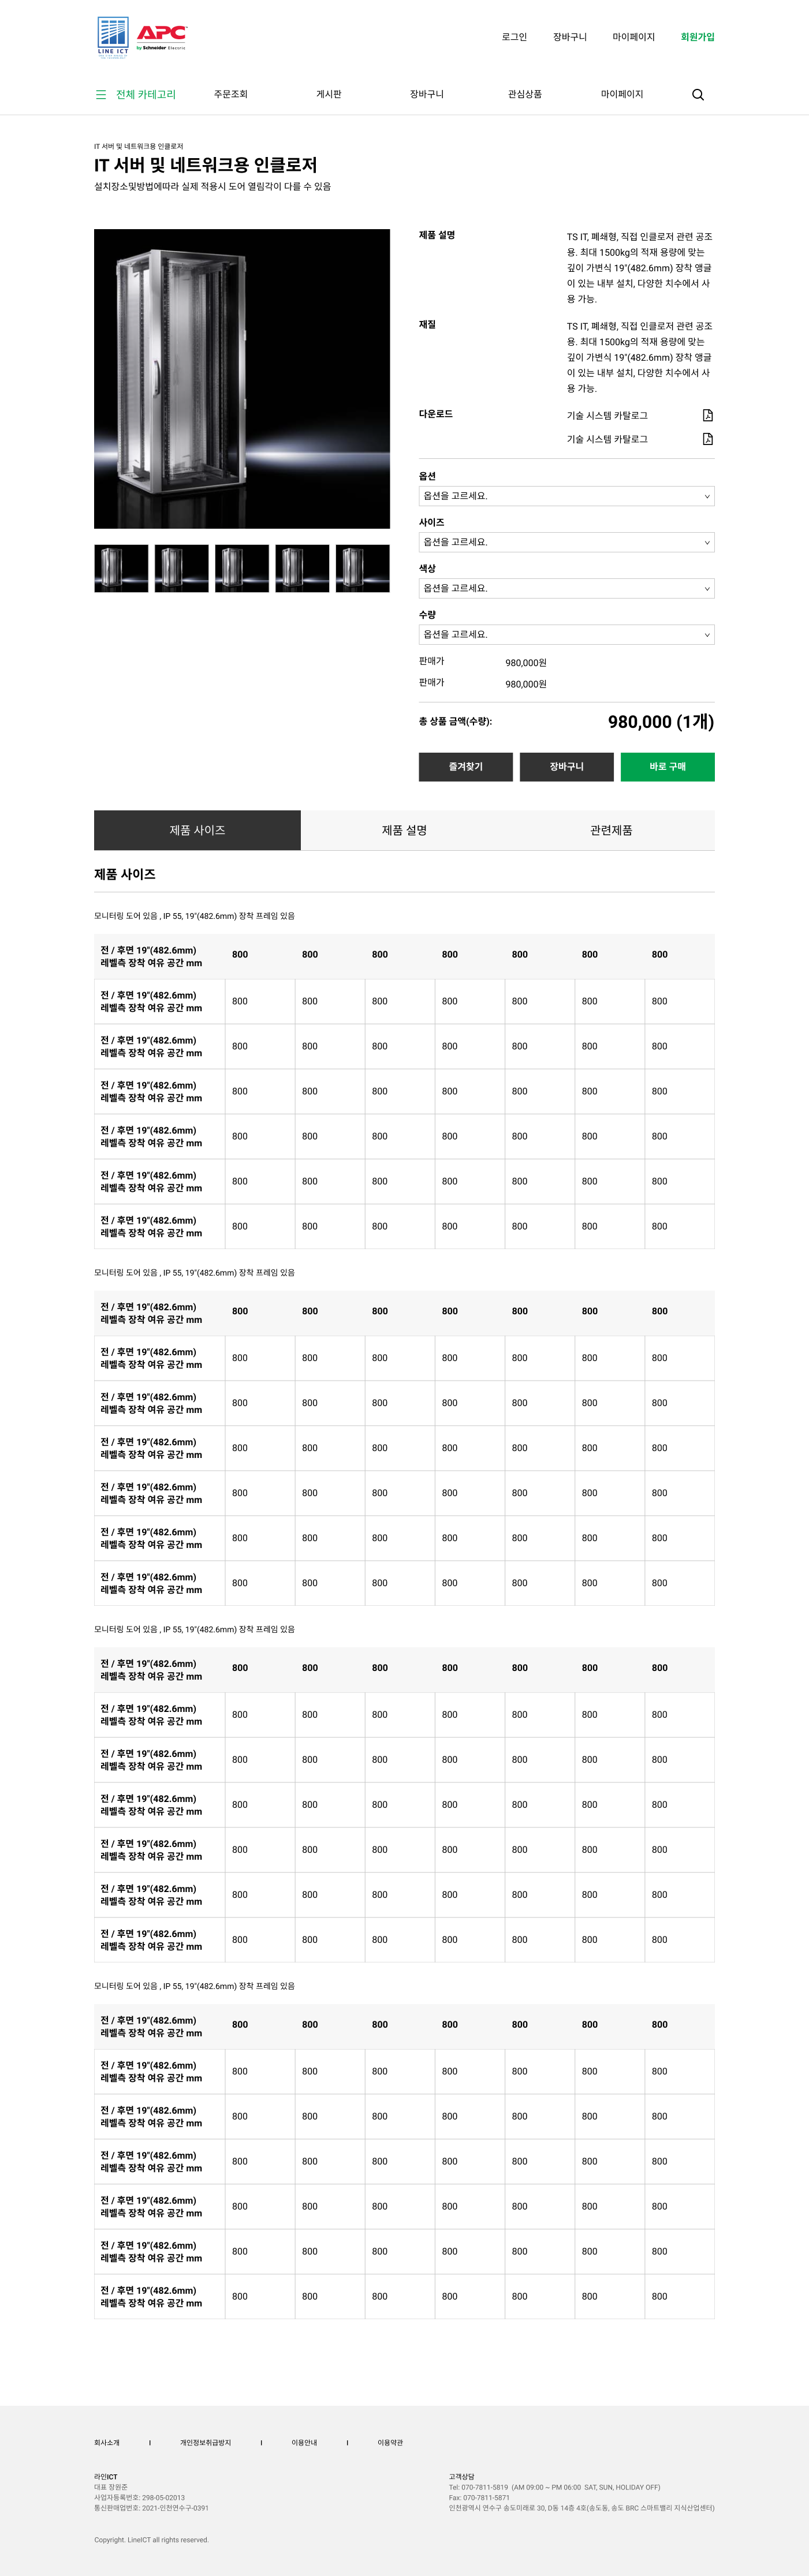 LINE ICT
APC
by Schneider Electric
로그인
장바구니
마이페이지
회원가입
전체 카테고리
주문조회
게시판
장바구니
관심상품
마이페이지
IT 서버 및 네트워크용 인클로저
IT 서버 및 네트워크용 인클로저
설치장소및방법에따라 실제 적용시 도어 열림각이 다를 수 있음
제품 설명
TS IT, 폐쇄형, 직접 인클로저 관련 공조
용. 최대 1500kg의 적재 용량에 맞는
깊이 가변식 19"(482.6mm) 장착 앵글
이 있는 내부 설치, 다양한 치수에서 사
용 가능.
재질
TS IT, 폐쇄형, 직접 인클로저 관련 공조
용. 최대 1500kg의 적재 용량에 맞는
깊이 가변식 19"(482.6mm) 장착 앵글
이 있는 내부 설치, 다양한 치수에서 사
용 가능.
다운로드
기술 시스템 카탈로그
기술 시스템 카탈로그
옵션
옵션을 고르세요.
사이즈
옵션을 고르세요.
색상
옵션을 고르세요.
수량
옵션을 고르세요.
판매가 980,000원
판매가 980,000원
총 상품 금액(수량): 980,000 (1개)
즐겨찾기
장바구니
바로 구매
제품 사이즈
제품 설명
관련제품
제품 사이즈
모니터링 도어 있음 , IP 55, 19"(482.6mm) 장착 프레임 있음
전 / 후면 19"(482.6mm)
레벨측 장착 여유 공간 mm
800 800 800 800 800 800 800
전 / 후면 19"(482.6mm)
레벨측 장착 여유 공간 mm
800 800 800 800 800 800 800
전 / 후면 19"(482.6mm)
레벨측 장착 여유 공간 mm
800 800 800 800 800 800 800
전 / 후면 19"(482.6mm)
레벨측 장착 여유 공간 mm
800 800 800 800 800 800 800
전 / 후면 19"(482.6mm)
레벨측 장착 여유 공간 mm
800 800 800 800 800 800 800
전 / 후면 19"(482.6mm)
레벨측 장착 여유 공간 mm
800 800 800 800 800 800 800
전 / 후면 19"(482.6mm)
레벨측 장착 여유 공간 mm
800 800 800 800 800 800 800
모니터링 도어 있음 , IP 55, 19"(482.6mm) 장착 프레임 있음
전 / 후면 19"(482.6mm)
레벨측 장착 여유 공간 mm
800 800 800 800 800 800 800
전 / 후면 19"(482.6mm)
레벨측 장착 여유 공간 mm
800 800 800 800 800 800 800
전 / 후면 19"(482.6mm)
레벨측 장착 여유 공간 mm
800 800 800 800 800 800 800
전 / 후면 19"(482.6mm)
레벨측 장착 여유 공간 mm
800 800 800 800 800 800 800
전 / 후면 19"(482.6mm)
레벨측 장착 여유 공간 mm
800 800 800 800 800 800 800
전 / 후면 19"(482.6mm)
레벨측 장착 여유 공간 mm
800 800 800 800 800 800 800
전 / 후면 19"(482.6mm)
레벨측 장착 여유 공간 mm
800 800 800 800 800 800 800
모니터링 도어 있음 , IP 55, 19"(482.6mm) 장착 프레임 있음
전 / 후면 19"(482.6mm)
레벨측 장착 여유 공간 mm
800 800 800 800 800 800 800
전 / 후면 19"(482.6mm)
레벨측 장착 여유 공간 mm
800 800 800 800 800 800 800
전 / 후면 19"(482.6mm)
레벨측 장착 여유 공간 mm
800 800 800 800 800 800 800
전 / 후면 19"(482.6mm)
레벨측 장착 여유 공간 mm
800 800 800 800 800 800 800
전 / 후면 19"(482.6mm)
레벨측 장착 여유 공간 mm
800 800 800 800 800 800 800
전 / 후면 19"(482.6mm)
레벨측 장착 여유 공간 mm
800 800 800 800 800 800 800
전 / 후면 19"(482.6mm)
레벨측 장착 여유 공간 mm
800 800 800 800 800 800 800
모니터링 도어 있음 , IP 55, 19"(482.6mm) 장착 프레임 있음
전 / 후면 19"(482.6mm)
레벨측 장착 여유 공간 mm
800 800 800 800 800 800 800
전 / 후면 19"(482.6mm)
레벨측 장착 여유 공간 mm
800 800 800 800 800 800 800
전 / 후면 19"(482.6mm)
레벨측 장착 여유 공간 mm
800 800 800 800 800 800 800
전 / 후면 19"(482.6mm)
레벨측 장착 여유 공간 mm
800 800 800 800 800 800 800
전 / 후면 19"(482.6mm)
레벨측 장착 여유 공간 mm
800 800 800 800 800 800 800
전 / 후면 19"(482.6mm)
레벨측 장착 여유 공간 mm
800 800 800 800 800 800 800
전 / 후면 19"(482.6mm)
레벨측 장착 여유 공간 mm
800 800 800 800 800 800 800
회사소개 I 개인정보취급방지 I 이용안내 I 이용약관
라인ICT
대표 장원준
사업자등록번호: 298-05-02013
통신판매업번호: 2021-인천연수구-0391
고객상담
Tel: 070-7811-5819 (AM 09:00 ~ PM 06:00 SAT, SUN, HOLIDAY OFF)
Fax: 070-7811-5871
인천광역시 연수구 송도미래로 30, D동 14층 4호(송도동, 송도 BRC 스마트밸리 지식산업센터)
Copyright. LineICT all rights reserved.